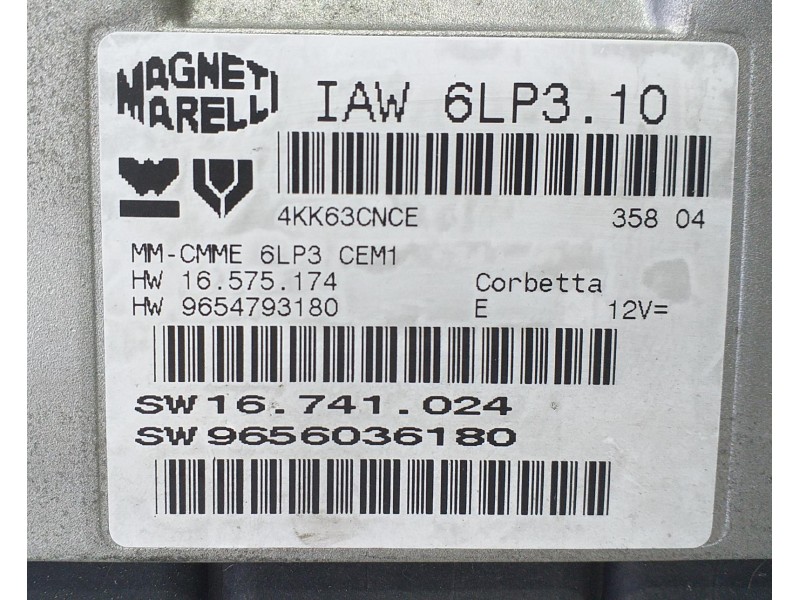 MAGNETI
MARELLI
IAW 6LP3.10
4KK63CNCE 358 04
MM-CMME 6LP3 CEM1
HW 16.575.174 Corbetta
HW 9654793180 E 12V=
SW 16.741.024
SW 9656036180